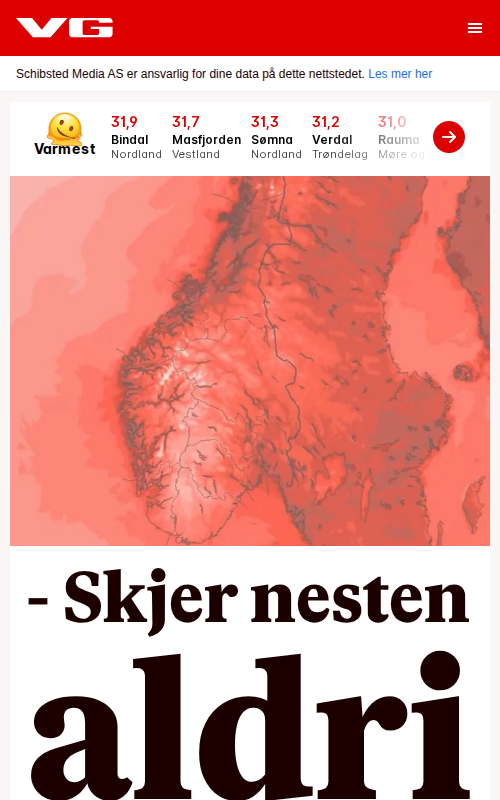 VG
Schibsted Media AS er ansvarlig for dine data på dette nettstedet. Les mer her
Varmest
31,9 31,7 31,3 31,2 31,0
Bindal Masfjorden Sømna Verdal Rauma
Nordland Vestland Nordland Trøndelag Møre og
- Skjer nesten
aldri